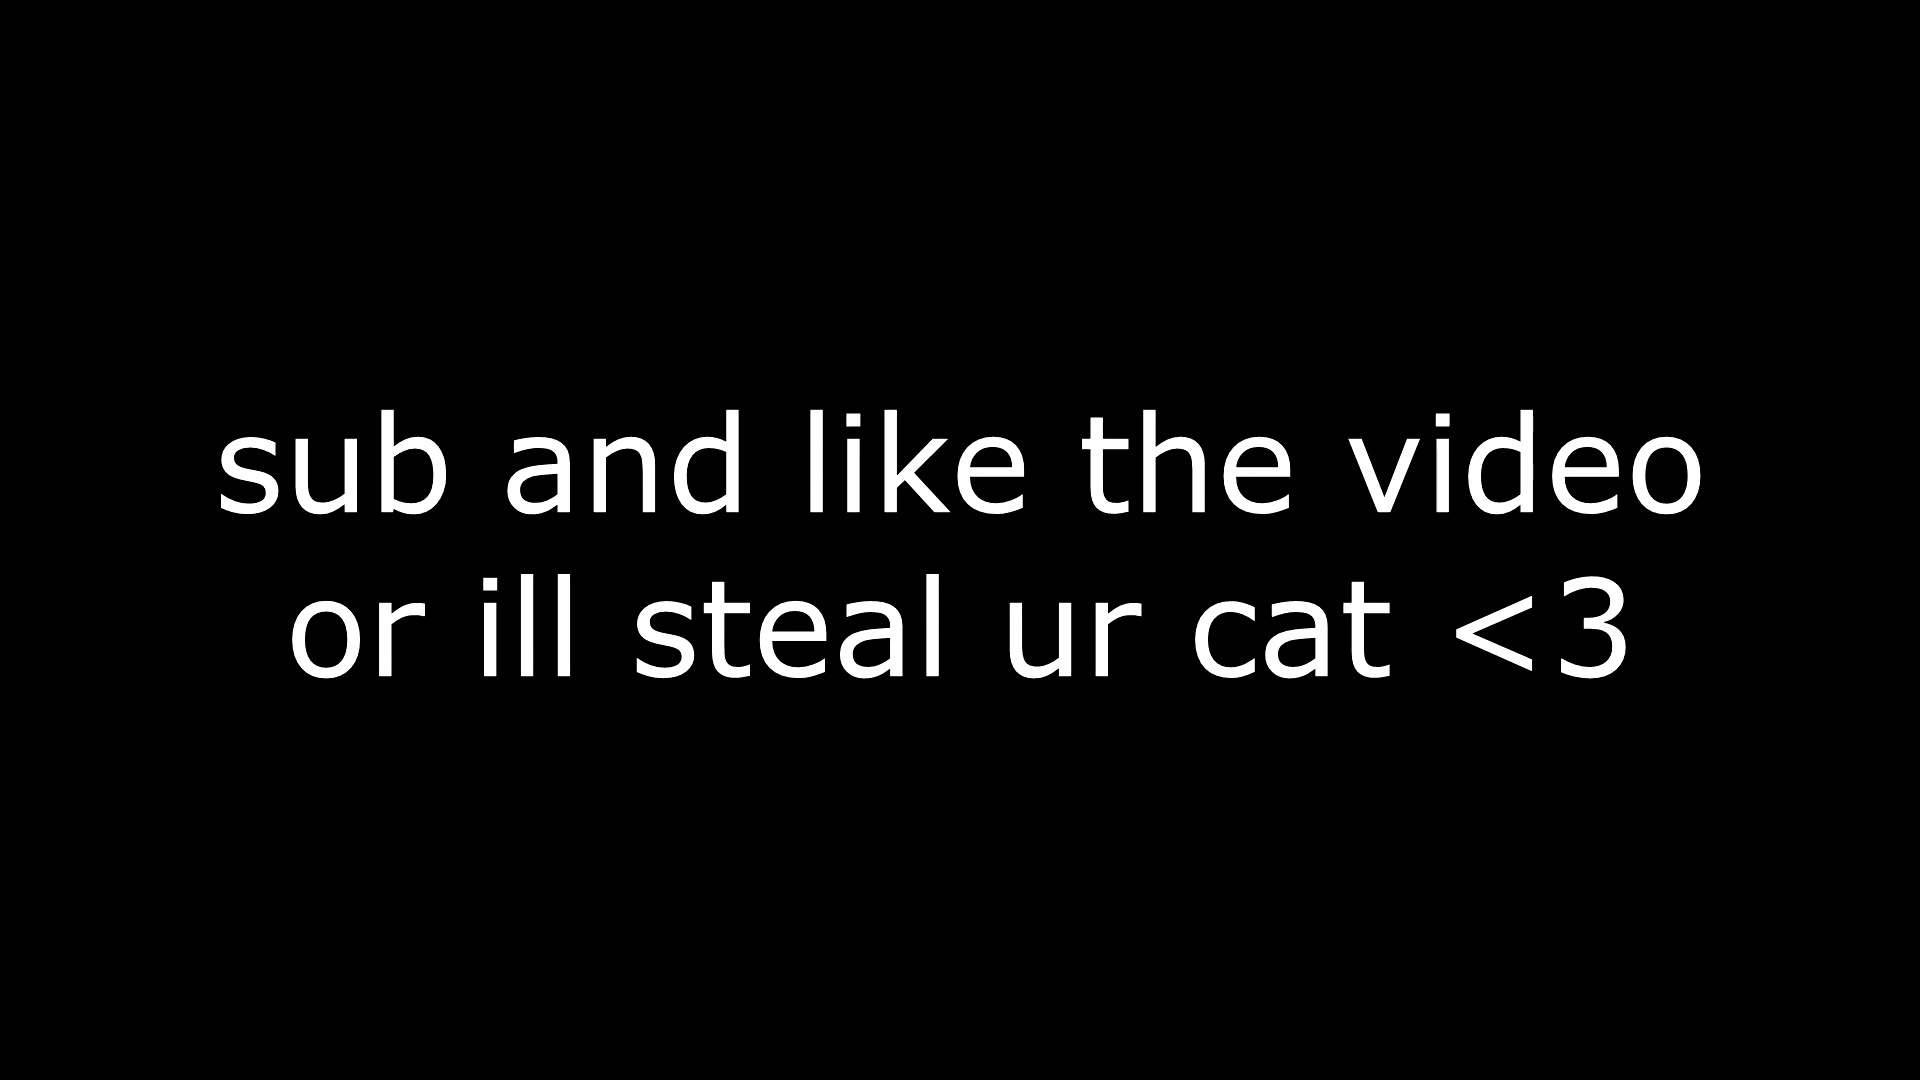 sub and like the video
or ill steal ur cat <3